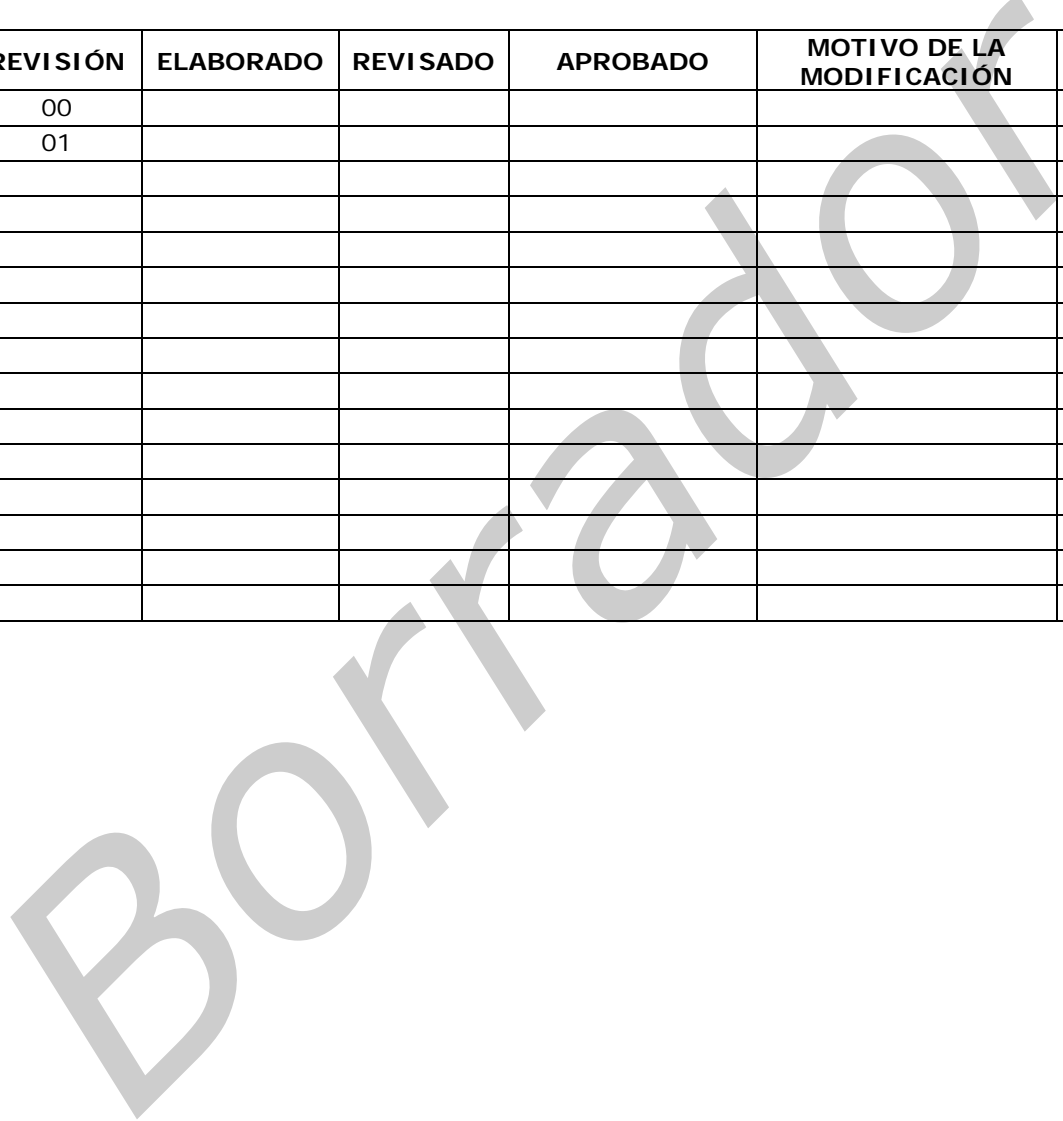 REVISIÓN ELABORADO REVISADO APROBADO MOTIVO DE LA
MODIFICACIÓN
00
01
Borrador